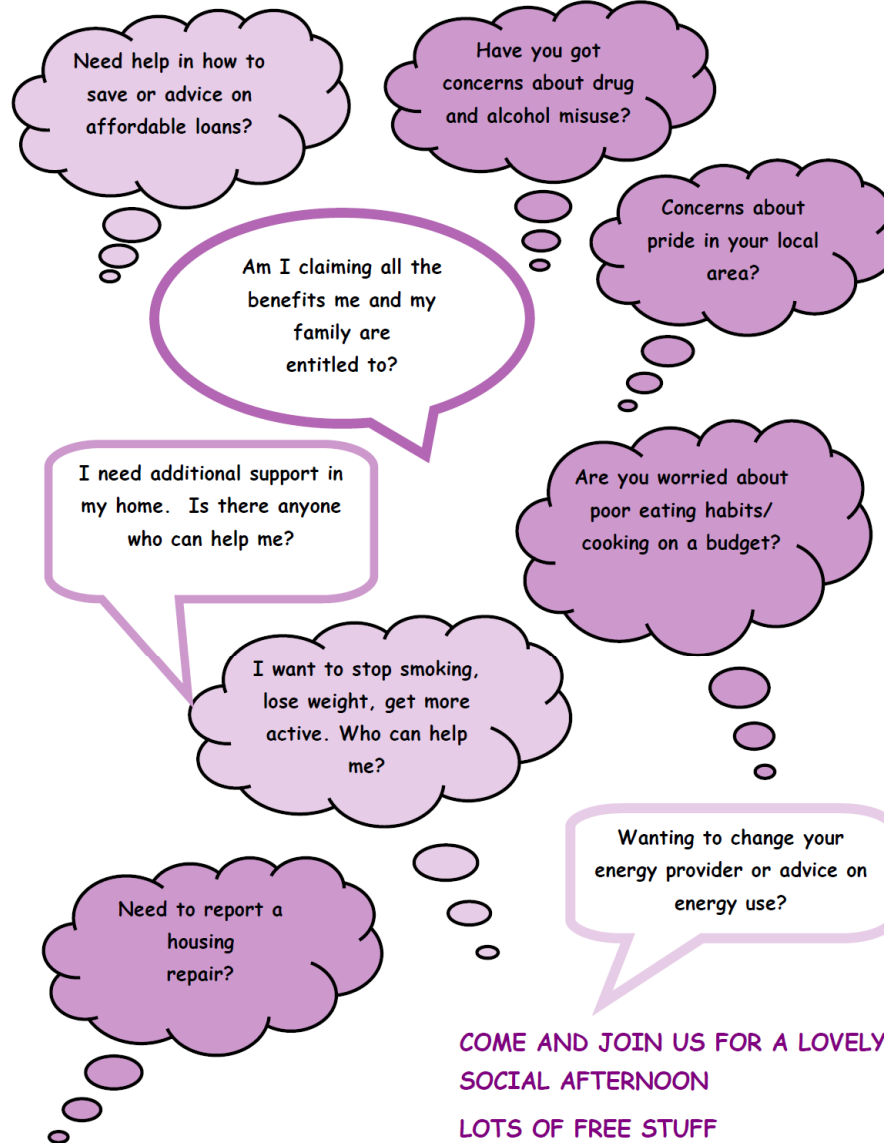 Need help in how to
save or advice on
affordable loans?
Have you got
concerns about drug
and alcohol misuse?
Concerns about
pride in your local
area?
Am I claiming all the
benefits me and my
family are
entitled to?
I need additional support in
my home.  Is there anyone
who can help me?
Are you worried about
poor eating habits/
cooking on a budget?
I want to stop smoking,
lose weight, get more
active. Who can help
me?
Wanting to change your
energy provider or advice on
energy use?
Need to report a
housing
repair?
COME AND JOIN US FOR A LOVELY
SOCIAL AFTERNOON
LOTS OF FREE STUFF